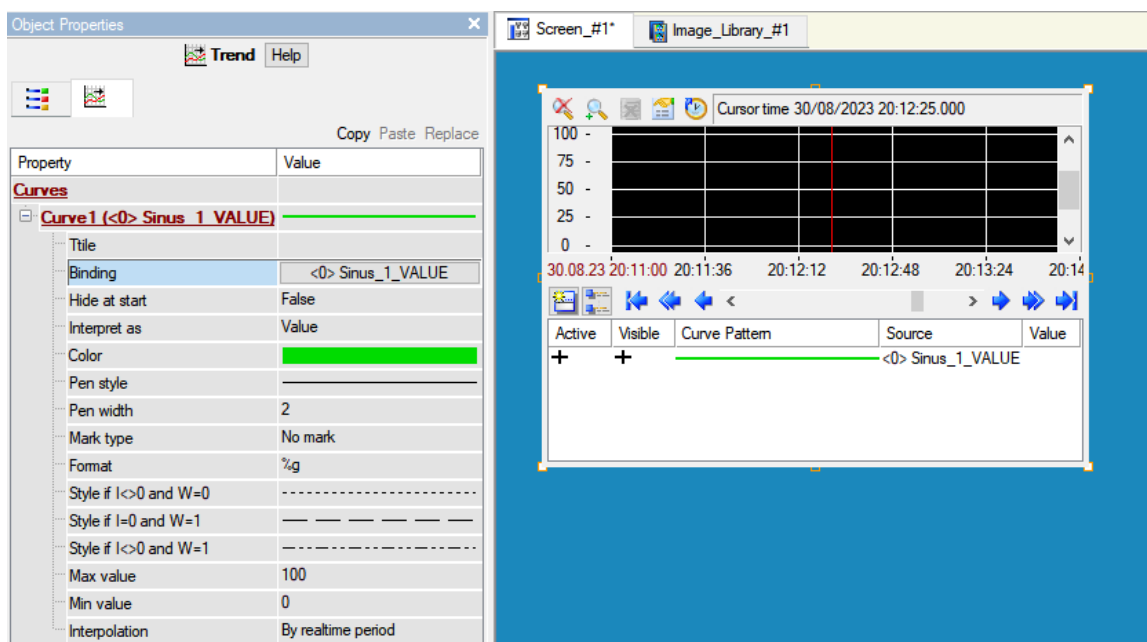 Object Properties
Trend Help
Copy Paste Replace
Property Value
Curves
Curve1 (<0> Sinus_1_VALUE)
Ttile
Binding <0> Sinus_1_VALUE
Hide at start False
Interpret as Value
Color
Pen style
Pen width 2
Mark type No mark
Format %g
Style if I<>0 and W=0
Style if I=0 and W=1
Style if I<>0 and W=1
Max value 100
Min value 0
Interpolation By realtime period
Screen_#1* Image_Library_#1
Cursor time 30/08/2023 20:12:25.000
100
75
50
25
0
30.08.23 20:11:00 20:11:36 20:12:12 20:12:48 20:13:24 20:14
Active Visible Curve Pattern Source Value
<0> Sinus_1_VALUE